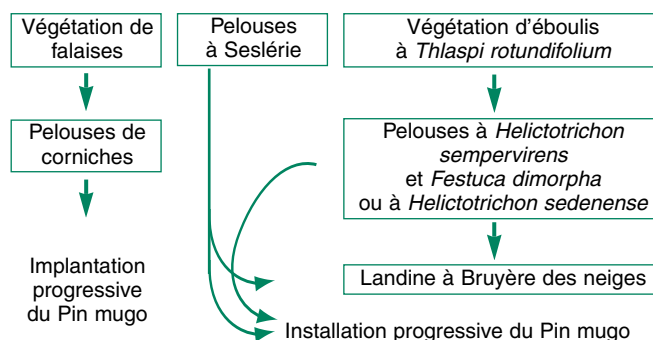 Végétation de
falaises
Pelouses
à Seslérie
Végétation d'éboulis
à Thlaspi rotundifolium
Pelouses de
corniches
Pelouses à Helictotrichon
sempervirens
et Festuca dimorpha
ou à Helictotrichon sedenense
Implantation
progressive
du Pin mugo
Landine à Bruyère des neiges
Installation progressive du Pin mugo